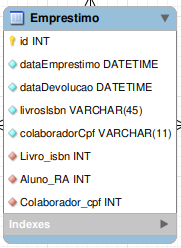 Emprestimo
id INT
dataEmprestimo DATETIME
dataDevolucao DATETIME
livrosIsbn VARCHAR(45)
colaboradorCpf VARCHAR(11)
Livro_isbn INT
Aluno_RA INT
Colaborador_cpf INT
Indexes